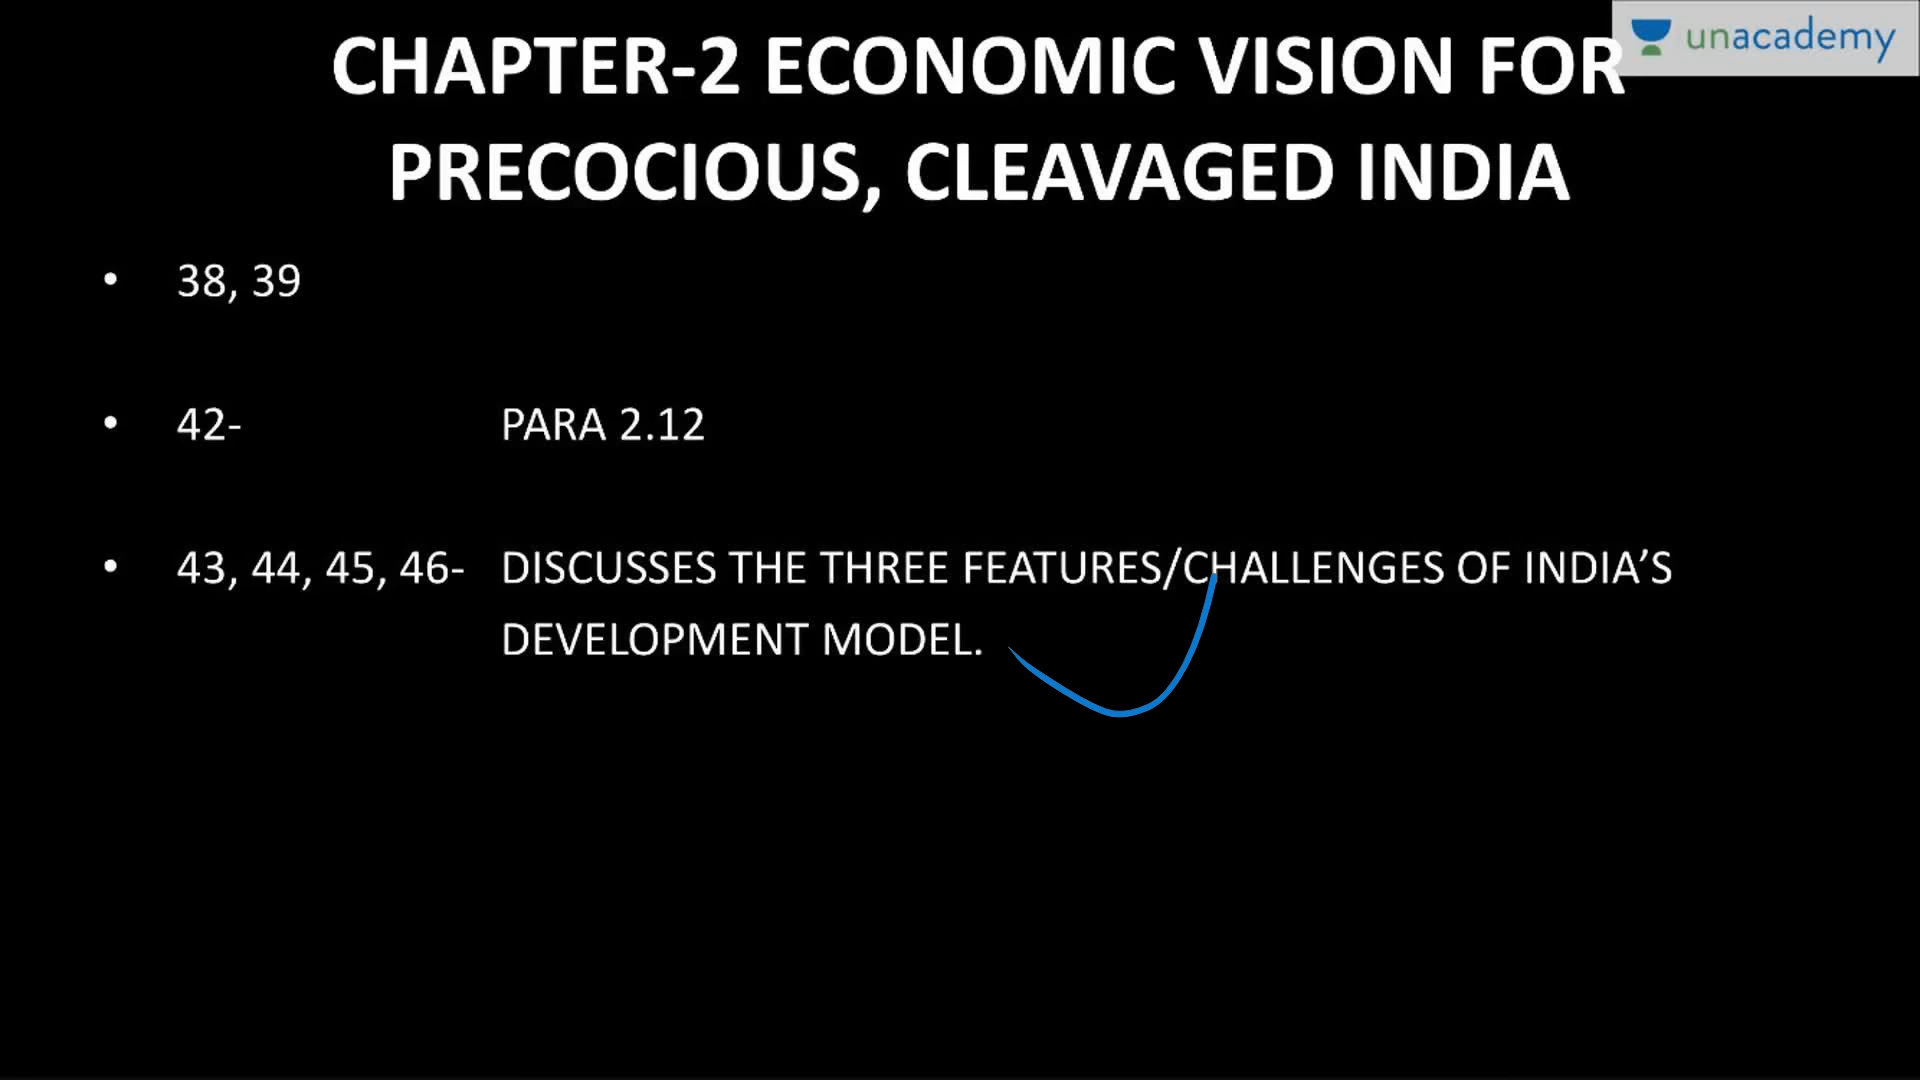 CHAPTER-2 ECONOMIC VISION FOR
unacademy
PRECOCIOUS, CLEAVAGED INDIA
• 38, 39
• 42- PARA 2.12
• 43, 44, 45, 46- DISCUSSES THE THREE FEATURES/CHALLENGES OF INDIA’S
DEVELOPMENT MODEL.